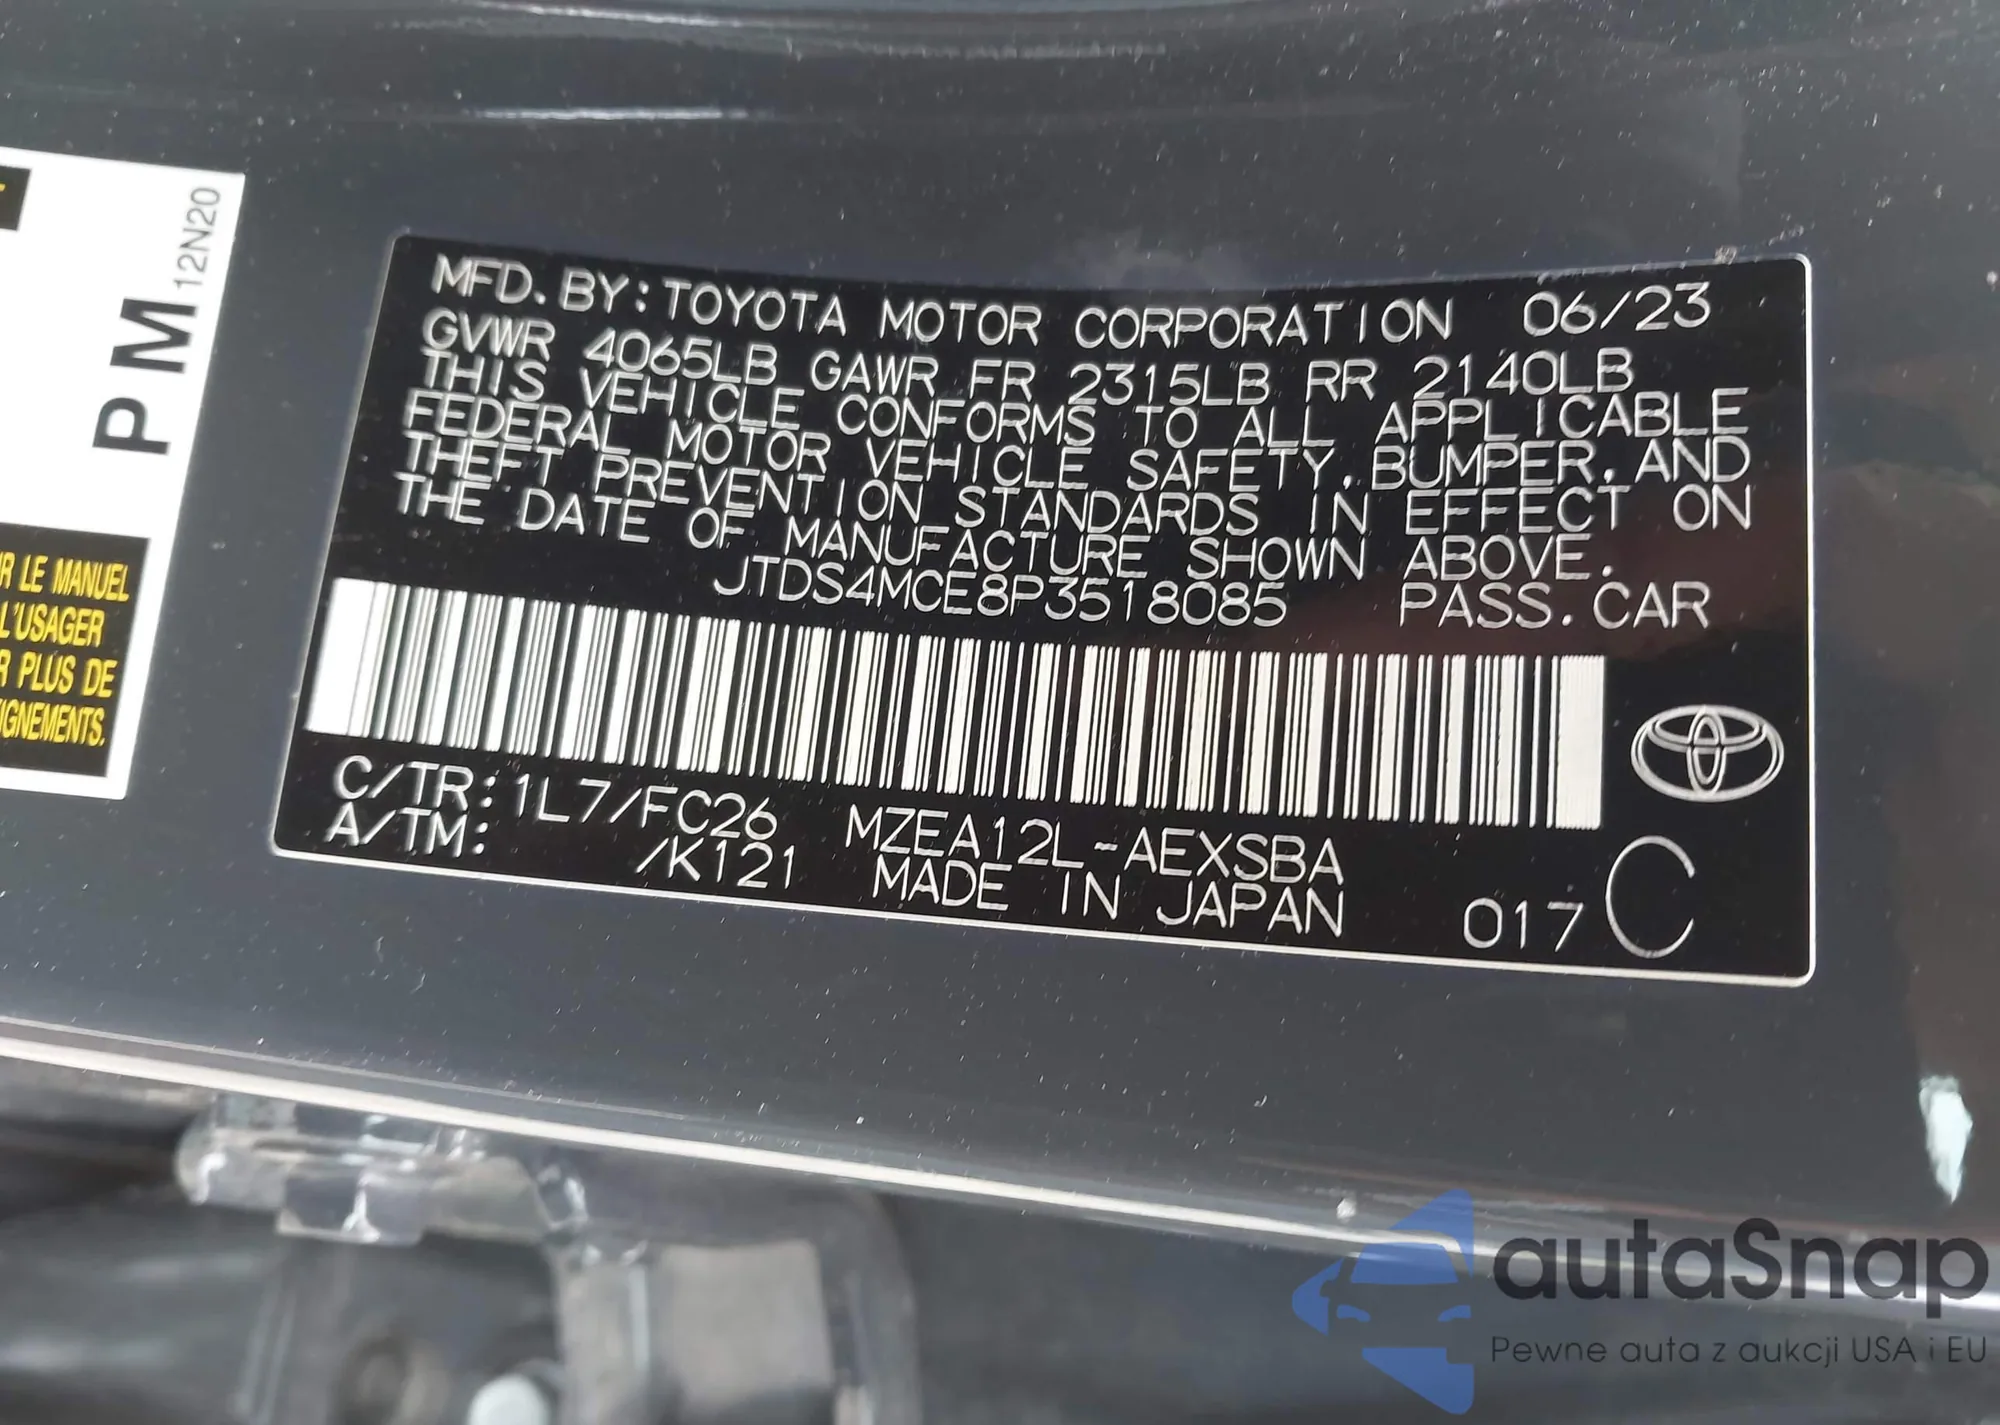 P M 12N20
R LE MANUEL
L'USAGER
R PLUS DE
IGNEMENTS.
MFD. BY: TOYOTA MOTOR CORPORATION 06/23
GVWR 4065LB GAWR FR 2315LB RR 2140LB
THIS VEHICLE CONFORMS TO ALL APPLICABLE
FEDERAL MOTOR VEHICLE SAFETY, BUMPER, AND
THEFT PREVENTION STANDARDS IN EFFECT ON
THE DATE OF MANUFACTURE SHOWN ABOVE.
JTDS4MCE8P3518085 PASS. CAR
C/TR: 1L7/FC26 MZEA12L-AEXSBA
A/TM: /K121 MADE IN JAPAN 017 C
autaSnap
Pewne auta z aukcji USA i EU